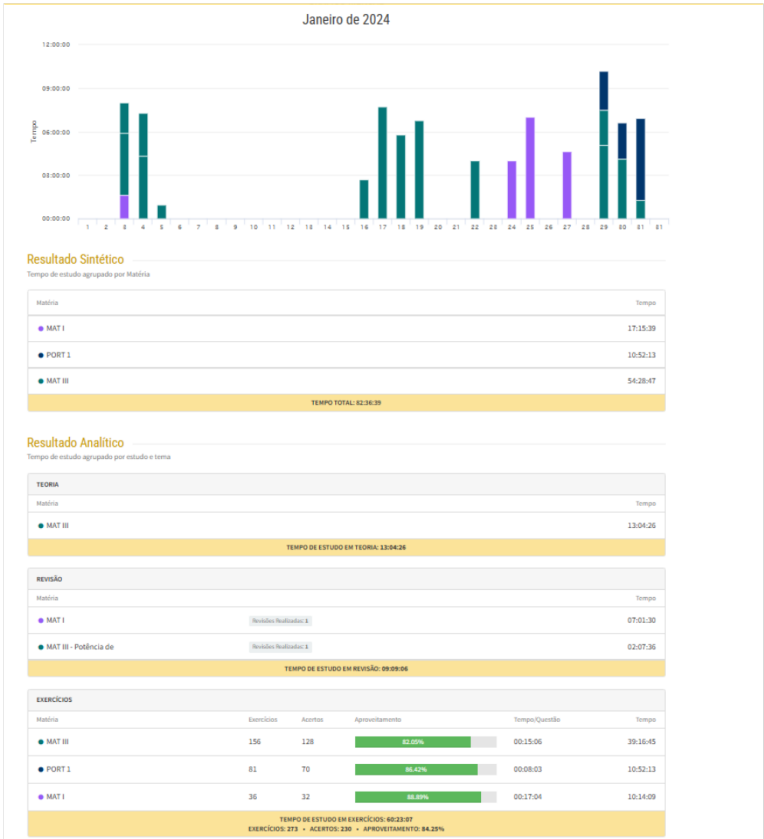 Janeiro de 2024
12:00:00
09:00:00
06:00:00
03:00:00
00:00:00
Tempo
1 2 3 4 5 6 7 8 9 10 11 12 13 14 15 16 17 18 19 20 21 22 23 24 25 26 27 28 29 30 31 31
Resultado Sintético
Tempo de estudo agrupado por Matéria
Matéria Tempo
MAT I 17:15:39
PORT 1 10:52:13
MAT III 54:28:47
TEMPO TOTAL: 82:36:39
Resultado Analítico
Tempo de estudo agrupado por estudo e tema
TEORIA
Matéria Tempo
MAT III 13:04:26
TEMPO DE ESTUDO EM TEORIA: 13:04:26
REVISÃO
Matéria Tempo
MAT I Revisões Realizadas: 1 07:01:30
MAT III - Potência de Revisões Realizadas: 1 02:07:36
TEMPO DE ESTUDO EM REVISÃO: 09:09:06
EXERCÍCIOS
Matéria Exercícios Acertos Aproveitamento Tempo/Questão Tempo
MAT III 156 128 82.05% 00:15:06 39:16:45
PORT 1 81 70 86.42% 00:08:03 10:52:13
MAT I 36 32 88.89% 00:17:04 10:14:09
TEMPO DE ESTUDO EM EXERCÍCIOS: 60:23:07
EXERCÍCIOS: 273 • ACERTOS: 230 • APROVEITAMENTO: 84.25%